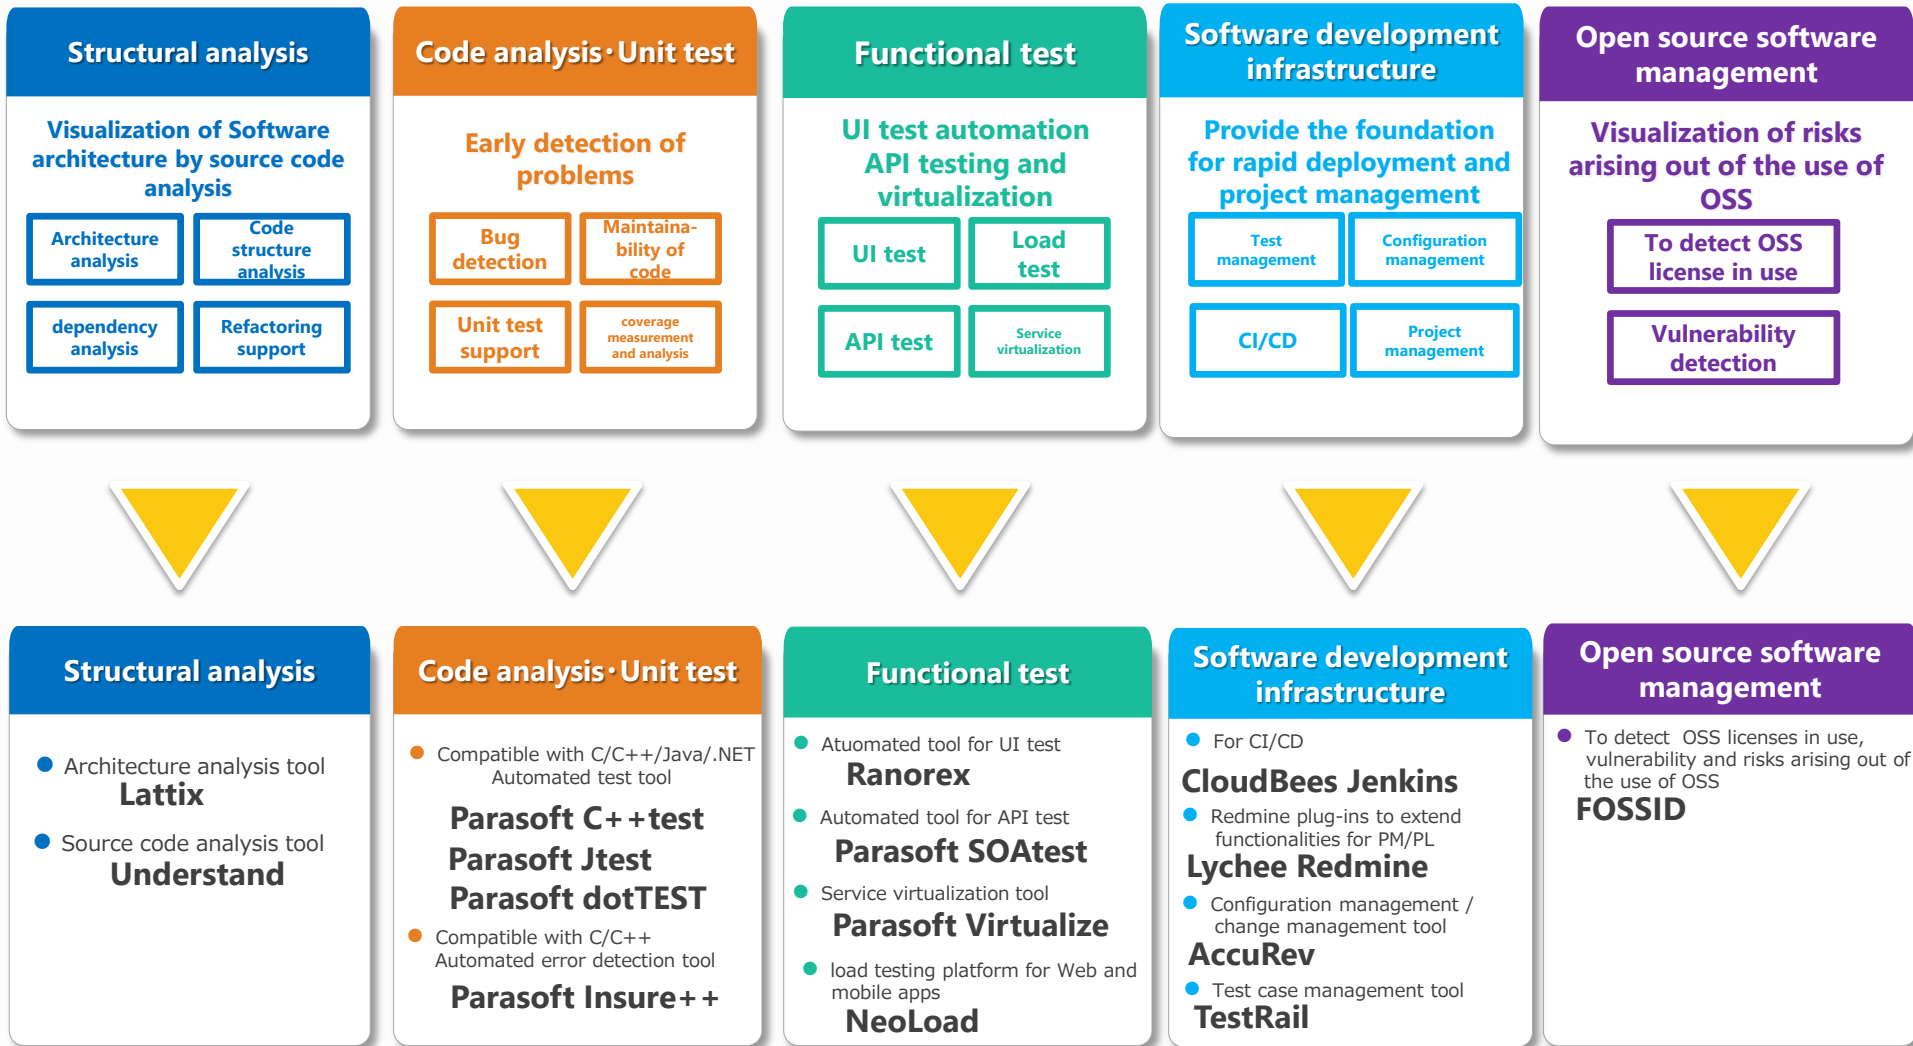 Structural analysis
Visualization of Software
architecture by source code
analysis
Architecture
analysis
Code
structure
analysis
dependency
analysis
Refactoring
support
Code analysis・Unit test
Early detection of
problems
Bug
detection
Maintaina-
bility of
code
Unit test
support
coverage
measurement
and analysis
Functional test
UI test automation
API testing and
virtualization
UI test
Load
test
API test
Service
virtualization
Software development
infrastructure
Provide the foundation
for rapid deployment and
project management
Test
management
Configuration
management
CI/CD
Project
management
Open source software
management
Visualization of risks
arising out of the use of
OSS
To detect OSS
license in use
Vulnerability
detection
Structural analysis
● Architecture analysis tool
Lattix
● Source code analysis tool
Understand
Code analysis・Unit test
● Compatible with C/C++/Java/.NET
Automated test tool
Parasoft C++test
Parasoft Jtest
Parasoft dotTEST
● Compatible with C/C++
Automated error detection tool
Parasoft Insure++
Functional test
● Atuomated tool for UI test
Ranorex
● Automated tool for API test
Parasoft SOAtest
● Service virtualization tool
Parasoft Virtualize
● load testing platform for Web and
mobile apps
NeoLoad
Software development
infrastructure
● For CI/CD
CloudBees Jenkins
● Redmine plug-ins to extend
functionalities for PM/PL
Lychee Redmine
● Configuration management /
change management tool
AccuRev
● Test case management tool
TestRail
Open source software
management
● To detect OSS licenses in use,
vulnerability and risks arising out of
the use of OSS
FOSSID